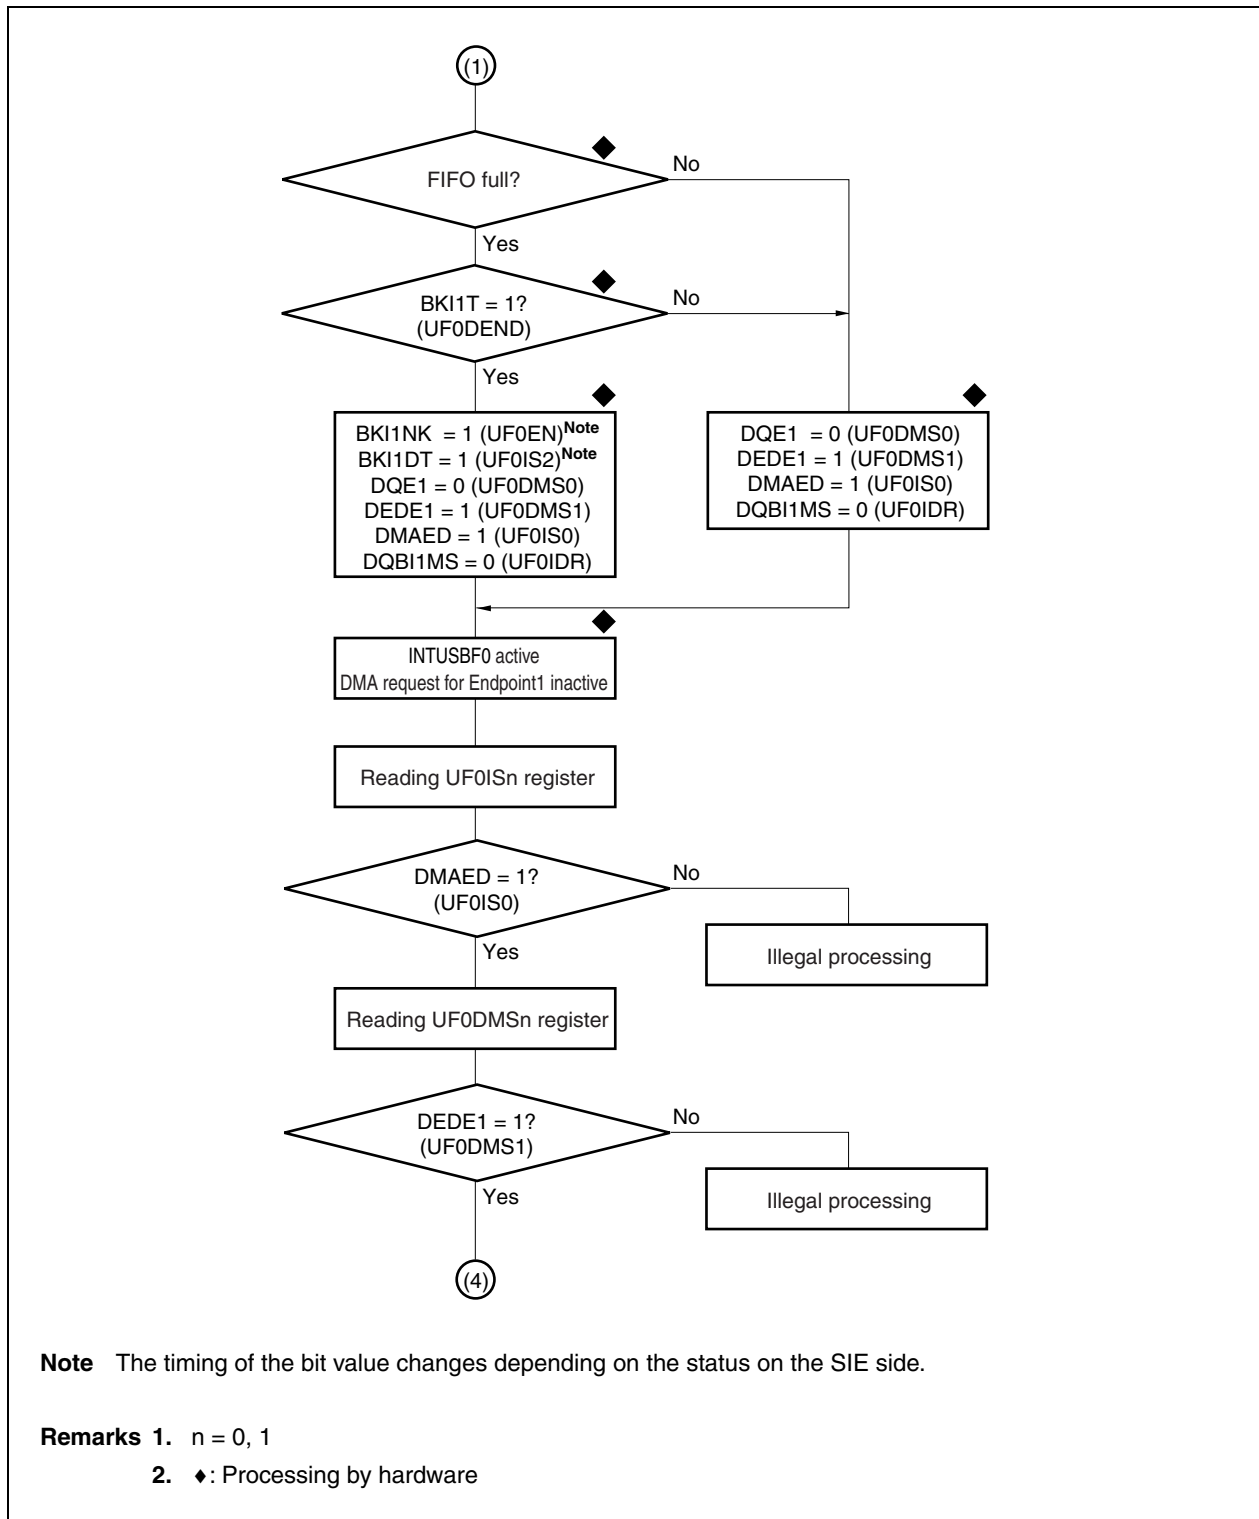 (1)
FIFO full?
No
Yes
BKI1T = 1?
(UF0DEND)
No
Yes
BKI1NK = 1 (UF0EN)Note
BKI1DT = 1 (UF0IS2)Note
DQE1 = 0 (UF0DMS0)
DEDE1 = 1 (UF0DMS1)
DMAED = 1 (UF0IS0)
DQBI1MS = 0 (UF0IDR)
DQE1 = 0 (UF0DMS0)
DEDE1 = 1 (UF0DMS1)
DMAED = 1 (UF0IS0)
DQBI1MS = 0 (UF0IDR)
INTUSBF0 active
DMA request for Endpoint1 inactive
Reading UF0ISn register
DMAED = 1?
(UF0IS0)
No
Illegal processing
Yes
Reading UF0DMSn register
DEDE1 = 1?
(UF0DMS1)
No
Illegal processing
Yes
(4)
Note The timing of the bit value changes depending on the status on the SIE side.
Remarks 1. n = 0, 1
2. ♦: Processing by hardware